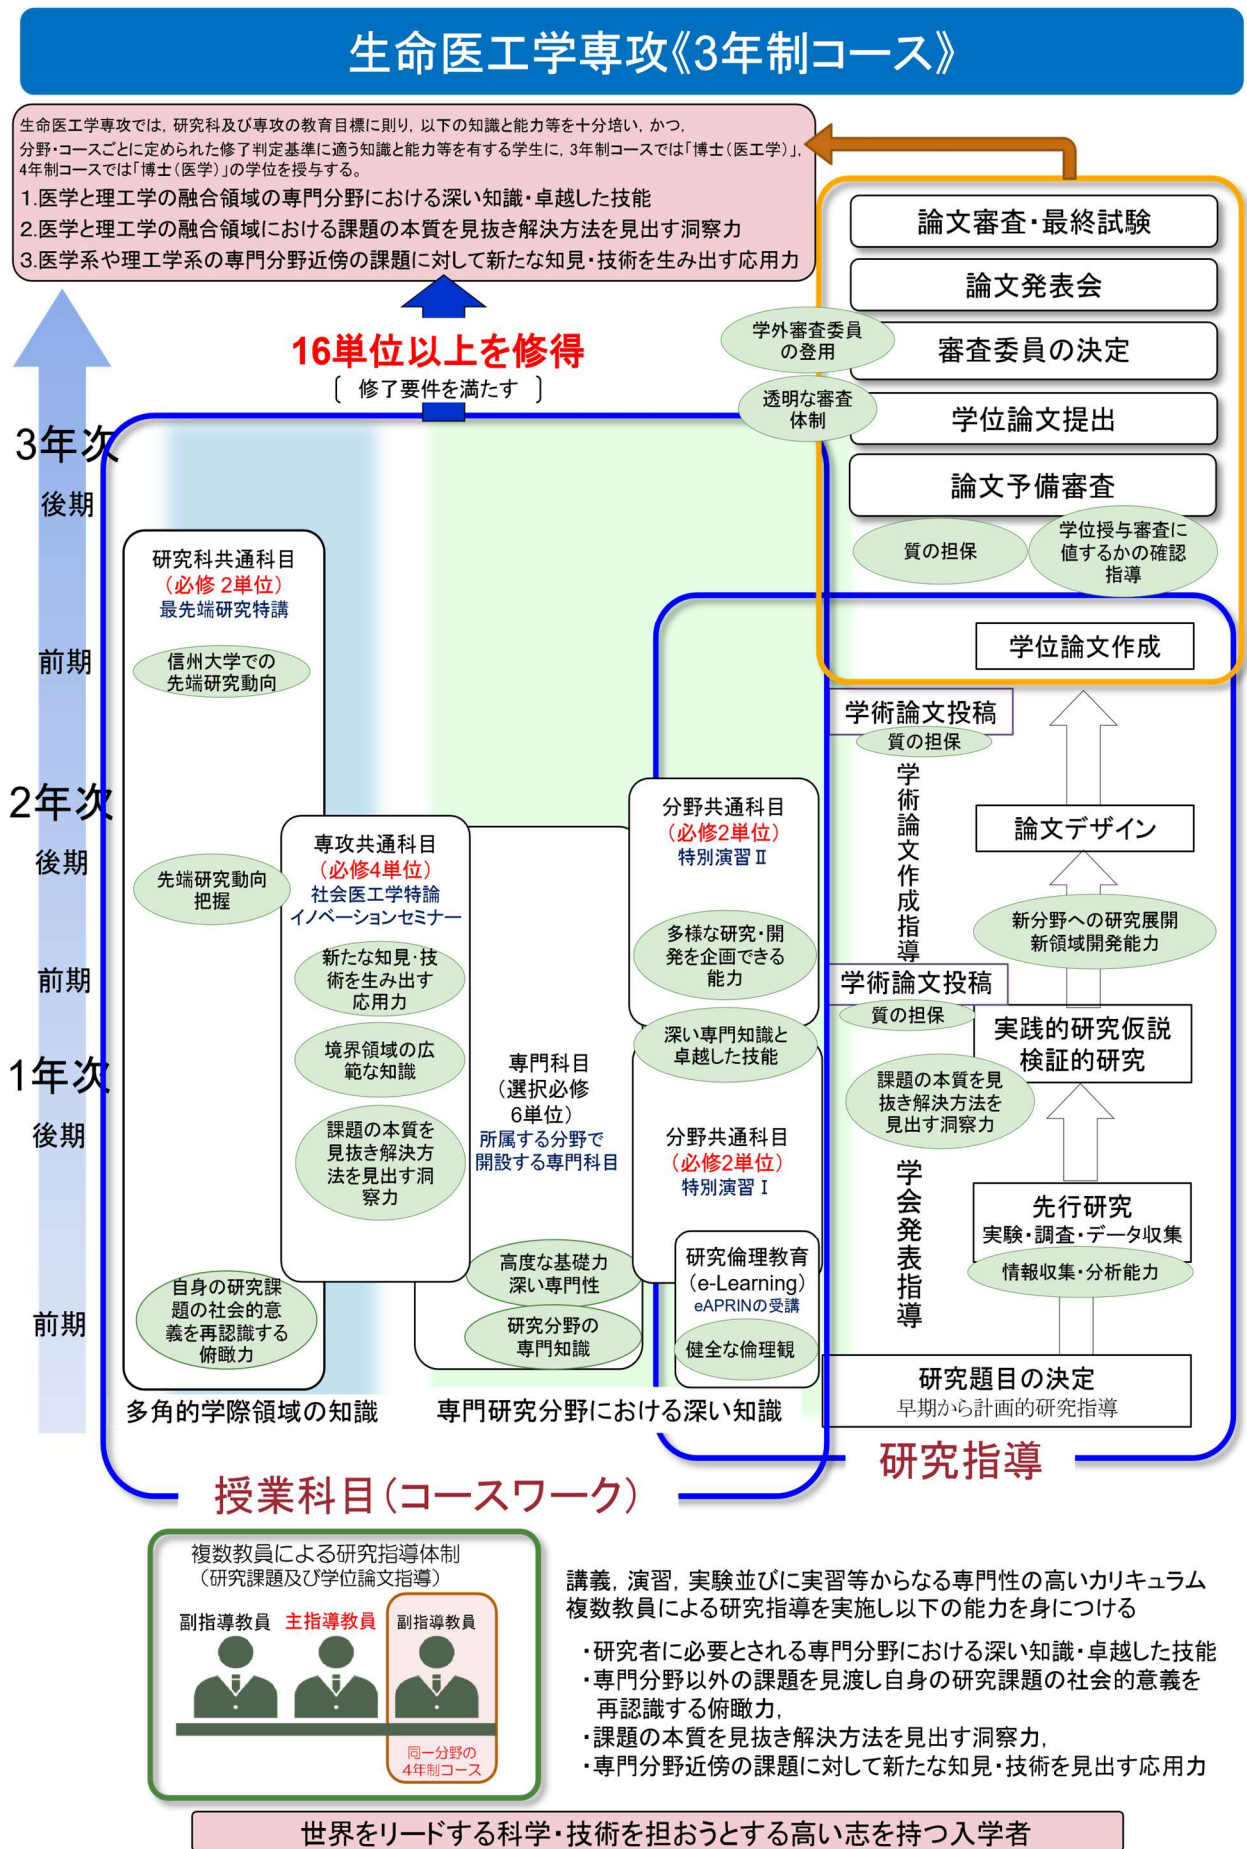 生命医工学専攻《3年制コース》
生命医工学専攻では, 研究科及び専攻の教育目標に則り, 以下の知識と能力等を十分培い, かつ,
分野・コースごとに定められた修了判定基準に適う知識と能力等を有する学生に, 3年制コースでは「博士(医工学)」,
4年制コースでは「博士(医学)」の学位を授与する。
1.医学と理工学の融合領域の専門分野における深い知識・卓越した技能
2.医学と理工学の融合領域における課題の本質を見抜き解決方法を見出す洞察力
3.医学系や理工学系の専門分野近傍の課題に対して新たな知見・技術を生み出す応用力
16単位以上を修得
〔 修了要件を満たす 〕
論文審査・最終試験
論文発表会
学外審査委員
の登用
審査委員の決定
透明な審査
体制
学位論文提出
論文予備審査
質の担保
学位授与審査に
値するかの確認
指導
学位論文作成
3年次
後期
前期
2年次
後期
前期
1年次
後期
前期
研究科共通科目
(必修 2単位)
最先端研究特講
信州大学での
先端研究動向
先端研究動向
把握
自身の研究課
題の社会的意
義を再認識する
俯瞰力
専攻共通科目
(必修4単位)
社会医工学特論
イノベーションセミナー
新たな知見・技
術を生み出す
応用力
境界領域の広
範な知識
課題の本質を
見抜き解決方
法を見出す洞
察力
専門科目
(選択必修
6単位)
所属する分野で
開設する専門科目
高度な基礎力
深い専門性
研究分野の
専門知識
分野共通科目
(必修2単位)
特別演習Ⅱ
多様な研究・開
発を企画できる
能力
深い専門知識と
卓越した技能
分野共通科目
(必修2単位)
特別演習Ⅰ
研究倫理教育
(e-Learning)
eAPRINの受講
健全な倫理観
学術論文投稿
質の担保
学術論文作成指導
学術論文投稿
質の担保
課題の本質を見
抜き解決方法を
見出す洞察力
学会発表指導
論文デザイン
新分野への研究展開
新領域開発能力
実践的研究仮説
検証的研究
先行研究
実験・調査・データ収集
情報収集・分析能力
研究題目の決定
早期から計画的研究指導
多角的学際領域の知識
専門研究分野における深い知識
研究指導
授業科目(コースワーク)
複数教員による研究指導体制
(研究課題及び学位論文指導)
副指導教員 主指導教員 副指導教員
同一分野の
4年制コース
講義, 演習, 実験並びに実習等からなる専門性の高いカリキュラム
複数教員による研究指導を実施し以下の能力を身につける
・研究者に必要とされる専門分野における深い知識・卓越した技能
・専門分野以外の課題を見渡し自身の研究課題の社会的意義を
再認識する俯瞰力,
・課題の本質を見抜き解決方法を見出す洞察力,
・専門分野近傍の課題に対して新たな知見・技術を見出す応用力
世界をリードする科学・技術を担おうとする高い志を持つ入学者